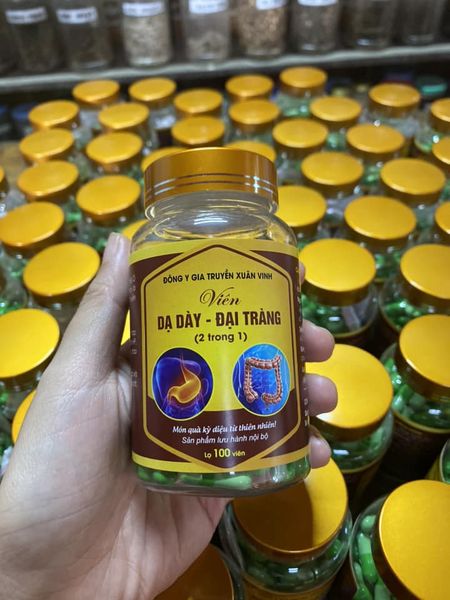 ĐÔNG Y GIA TRUYỀN XUÂN VINH
Viên
DẠ DÀY - ĐẠI TRÀNG
(2 trong 1)
Món quà kỳ diệu từ thiên nhiên!
Sản phẩm lưu hành nội bộ
Lọ 100 viên